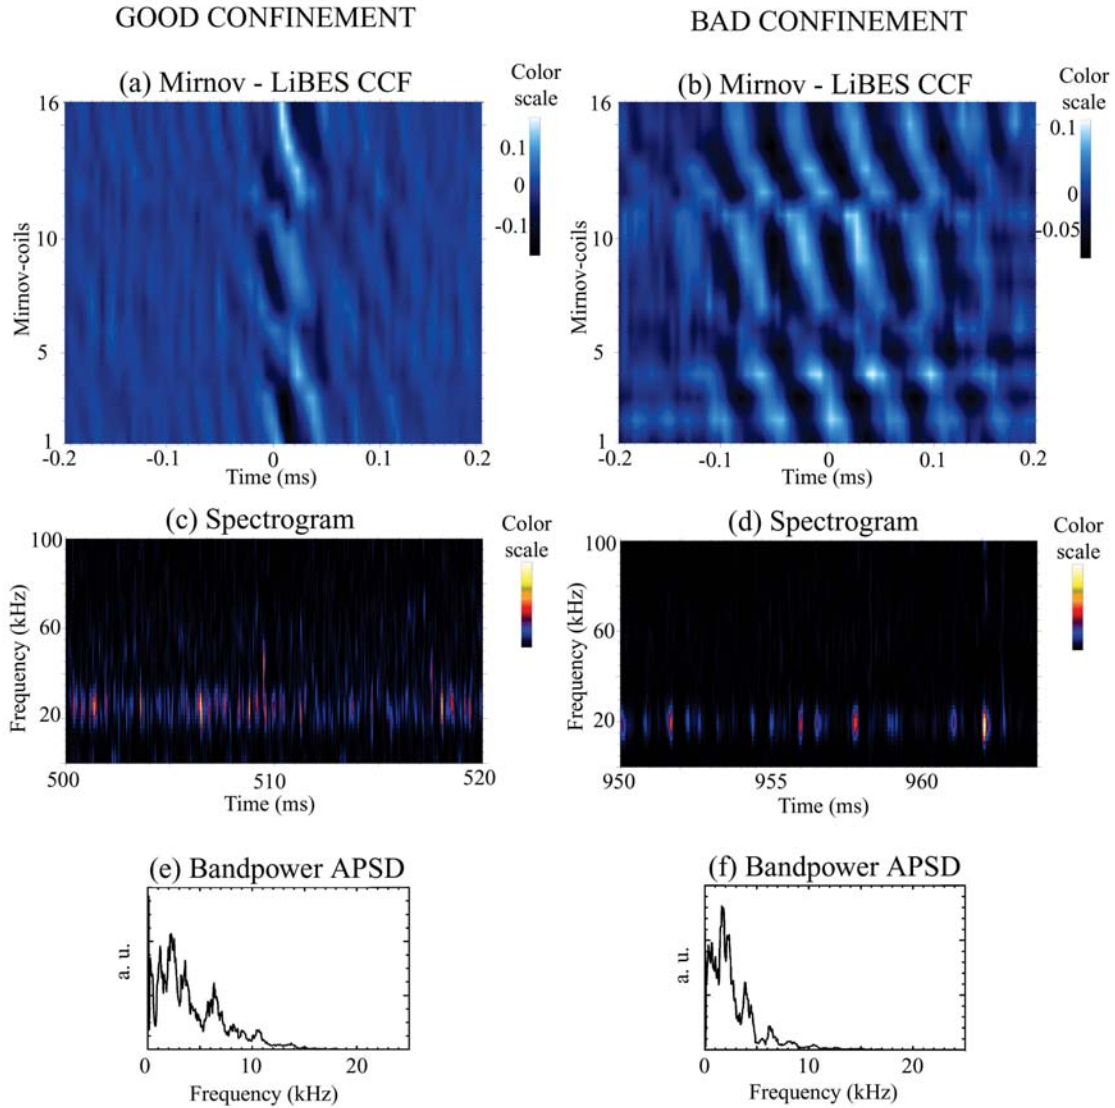 GOOD CONFINEMENT
BAD CONFINEMENT
(a) Mirnov - LiBES CCF
Color
scale
16
10
5
1
Mirnov-coils
0.1
0
-0.1
-0.2
-0.1
0
0.1
0.2
Time (ms)
(b) Mirnov - LiBES CCF
Color
scale
16
10
5
1
Mirnov-coils
0.1
0
-0.05
-0.2
-0.1
0
0.1
0.2
Time (ms)
(c) Spectrogram
Color
scale
100
60
20
Frequency (kHz)
500
510
520
Time (ms)
(d) Spectrogram
Color
scale
100
60
20
Frequency (kHz)
950
955
960
Time (ms)
(e) Bandpower APSD
a. u.
0
10
20
Frequency (kHz)
(f) Bandpower APSD
a. u.
0
10
20
Frequency (kHz)